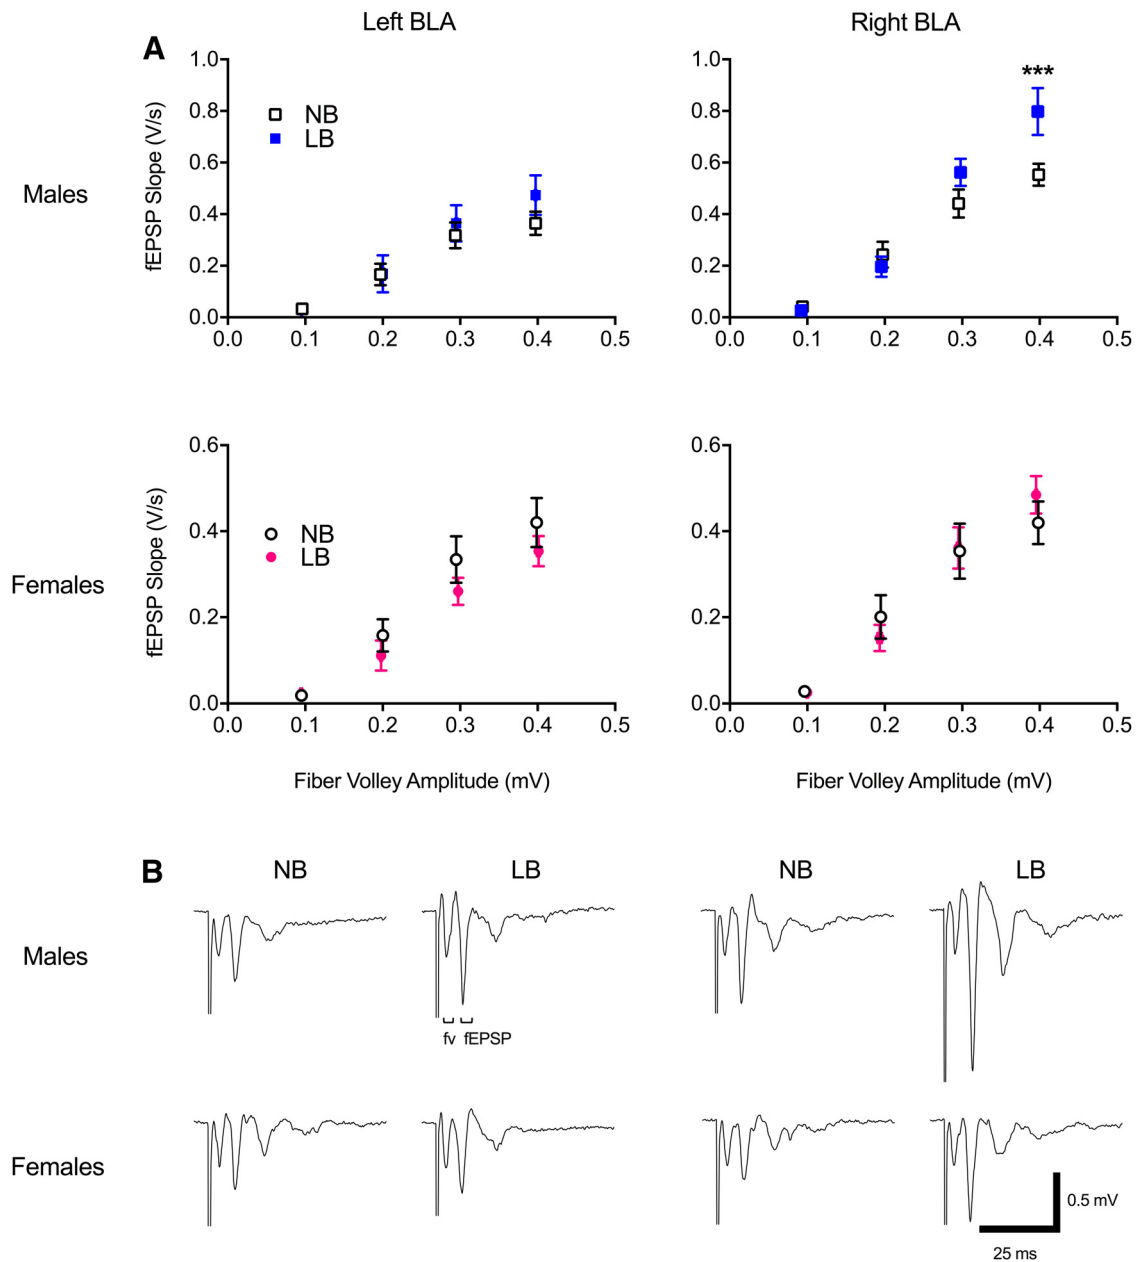 Left BLA
Right BLA
A
Males
fEPSP Slope (V/s)
1.0
0.8
0.6
0.4
0.2
0.0
NB
LB
0.0 0.1 0.2 0.3 0.4 0.5
1.0
0.8
0.6
0.4
0.2
0.0
***
0.0 0.1 0.2 0.3 0.4 0.5
Females
fEPSP Slope (V/s)
0.6
0.4
0.2
0.0
NB
LB
0.0 0.1 0.2 0.3 0.4 0.5
Fiber Volley Amplitude (mV)
0.6
0.4
0.2
0.0
0.0 0.1 0.2 0.3 0.4 0.5
Fiber Volley Amplitude (mV)
B
NB LB NB LB
Males
fv fEPSP
Females
0.5 mV
25 ms